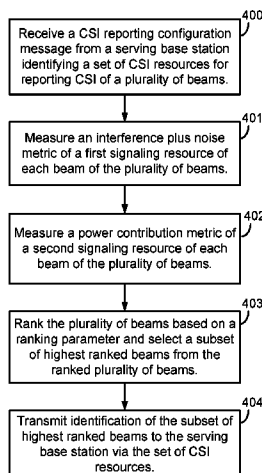 400
Receive a CSI reporting configuration
message from a serving base station
identifying a set of CSI resources for
reporting CSI of a plurality of beams.
401
Measure an interference plus noise
metric of a first signaling resource of
each beam of the plurality of beams.
402
Measure a power contribution metric of
a second signaling resource of each
beam of the plurality of beams.
403
Rank the plurality of beams based on a
ranking parameter and select a subset
of highest ranked beams from the
ranked plurality of beams.
404
Transmit identification of the subset of
highest ranked beams to the serving
base station via the set of CSI
resources.